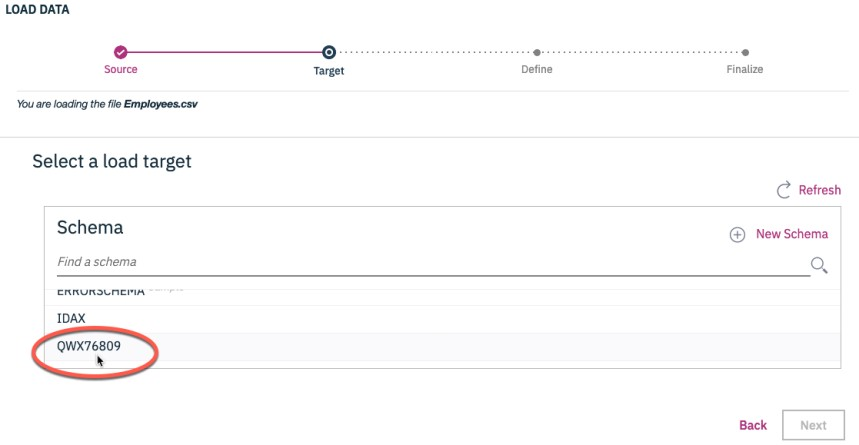 LOAD DATA
Source
Target
Define
Finalize
You are loading the file Employees.csv
Select a load target
Refresh
Schema
New Schema
Find a schema
ERRORSCHEMA
IDAX
QWX76809
Back
Next